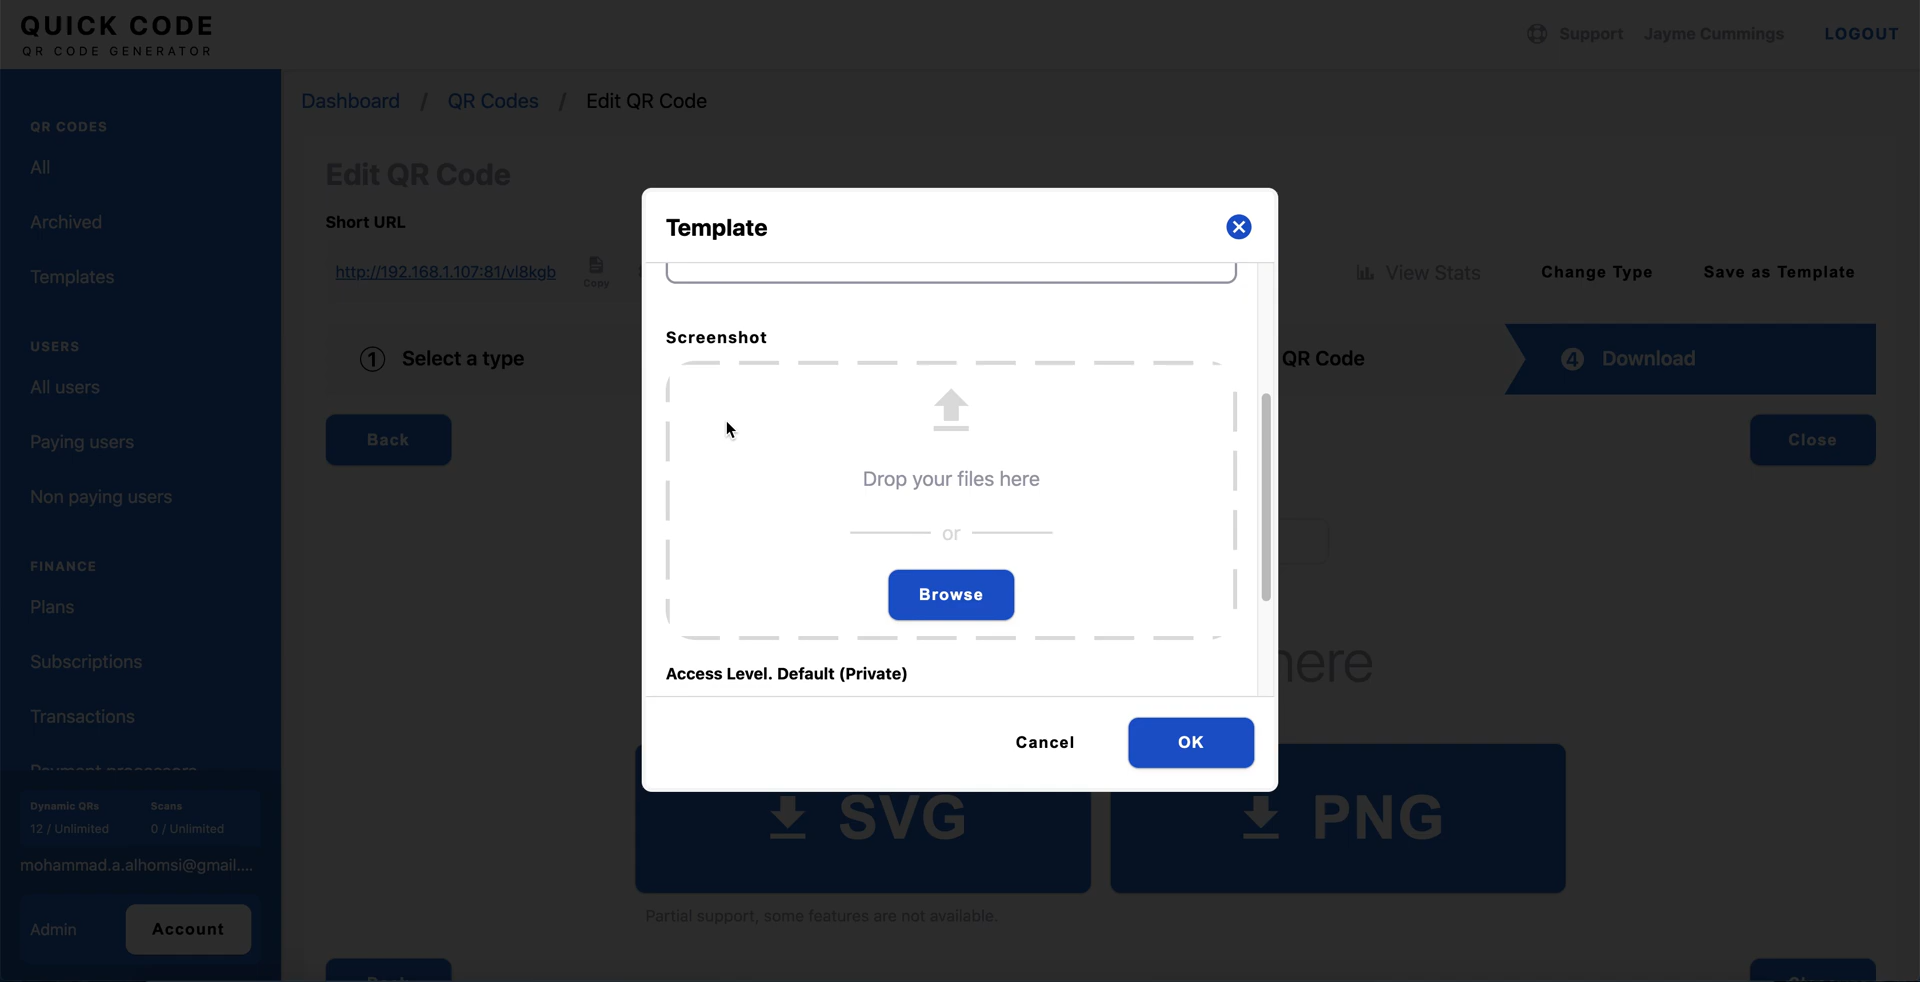 QUICK CODE
QR CODE GENERATOR
Support
Jayme Cummings
LOGOUT
QR CODES
All
Archived
Templates
USERS
All users
Paying users
Non paying users
FINANCE
Plans
Subscriptions
Transactions
Payment processors
Dynamic QRs
Scans
12 / Unlimited
0 / Unlimited
mohammad.a.alhomsi@gmail....
Admin
Account
Dashboard / QR Codes / Edit QR Code
Edit QR Code
Short URL
http://192.168.1.107:81/vl8kgb
Copy
View Stats
Change Type
Save as Template
1 Select a type
QR Code
4 Download
Back
Close
Template
Screenshot
Drop your files here
or
Browse
Access Level. Default (Private)
Cancel
OK
here
SVG
PNG
Partial support, some features are not available.